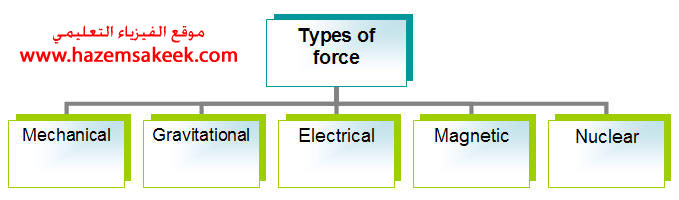 موقع الفيزياء التعليمي
www.hazemsakeek.com
Types of
force
Mechanical
Gravitational
Electrical
Magnetic
Nuclear